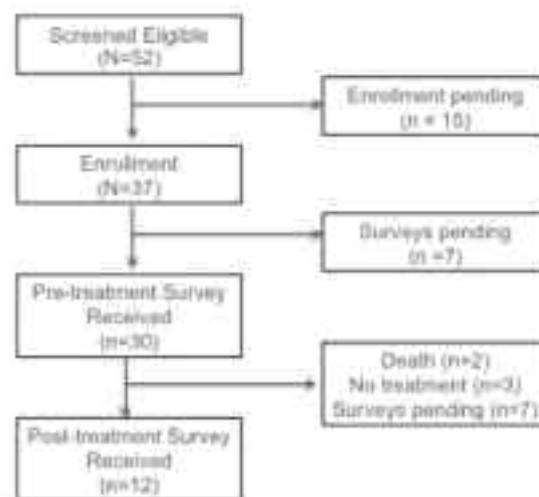 Screened Eligible
(N=52)
Enrollment pending
(n = 15)
Enrollment
(N=37)
Surveys pending
(n =7)
Pre-treatment Survey
Received
(n=30)
Death (n=2)
No treatment (n=3)
Surveys pending (n=7)
Post-treatment Survey
Received
(n=12)